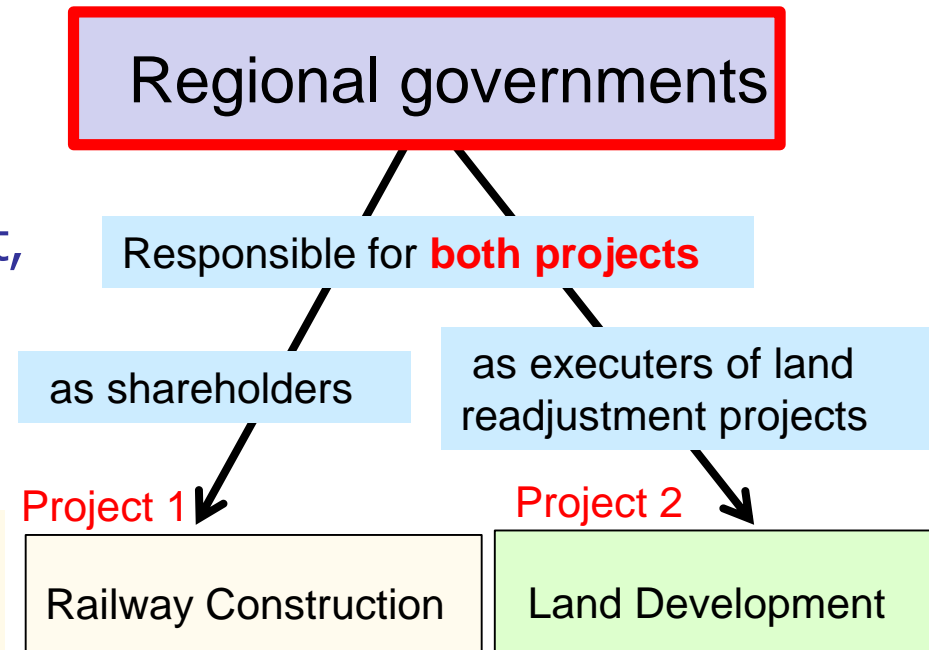 Regional governments
Responsible for both projects
as shareholders
as executers of land
readjustment projects
Project 1
Project 2
Railway Construction
Land Development